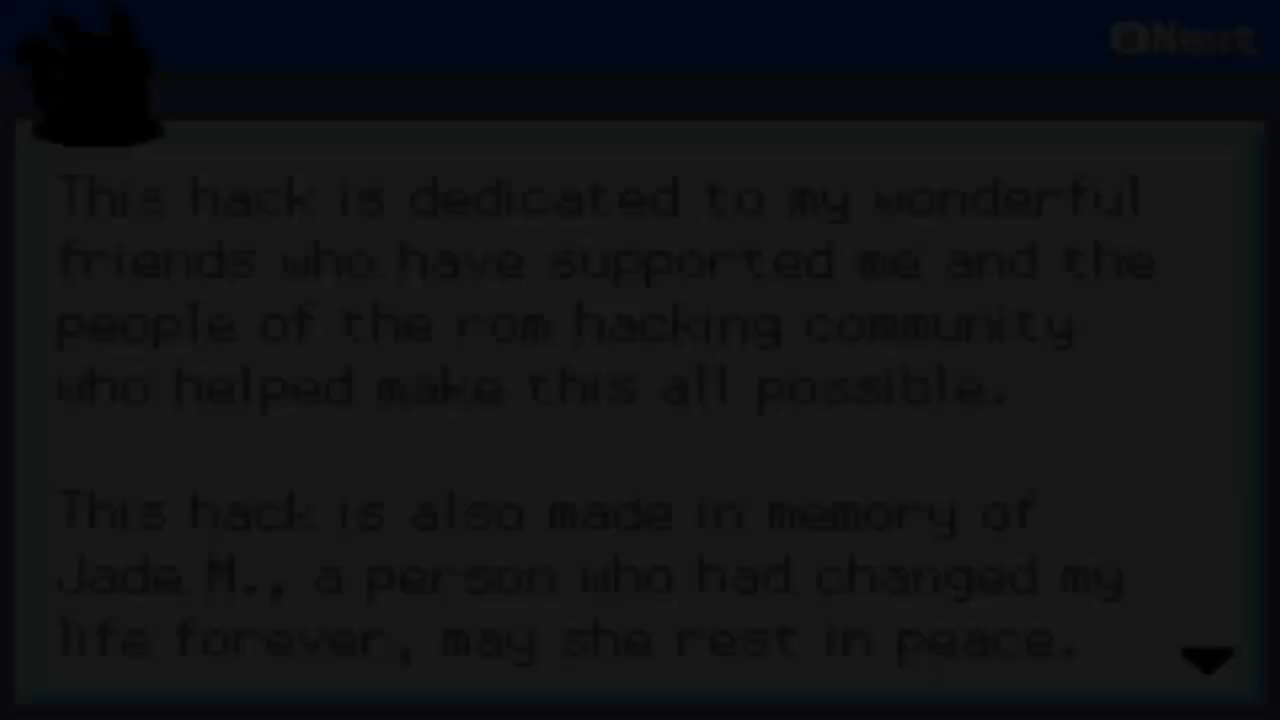 Next
This hack is dedicated to my wonderful
friends who have supported me and the
people of the rom hacking community
who helped make this all possible.
This hack is also made in memory of
Jade M., a person who had changed my
life forever, may she rest in peace.